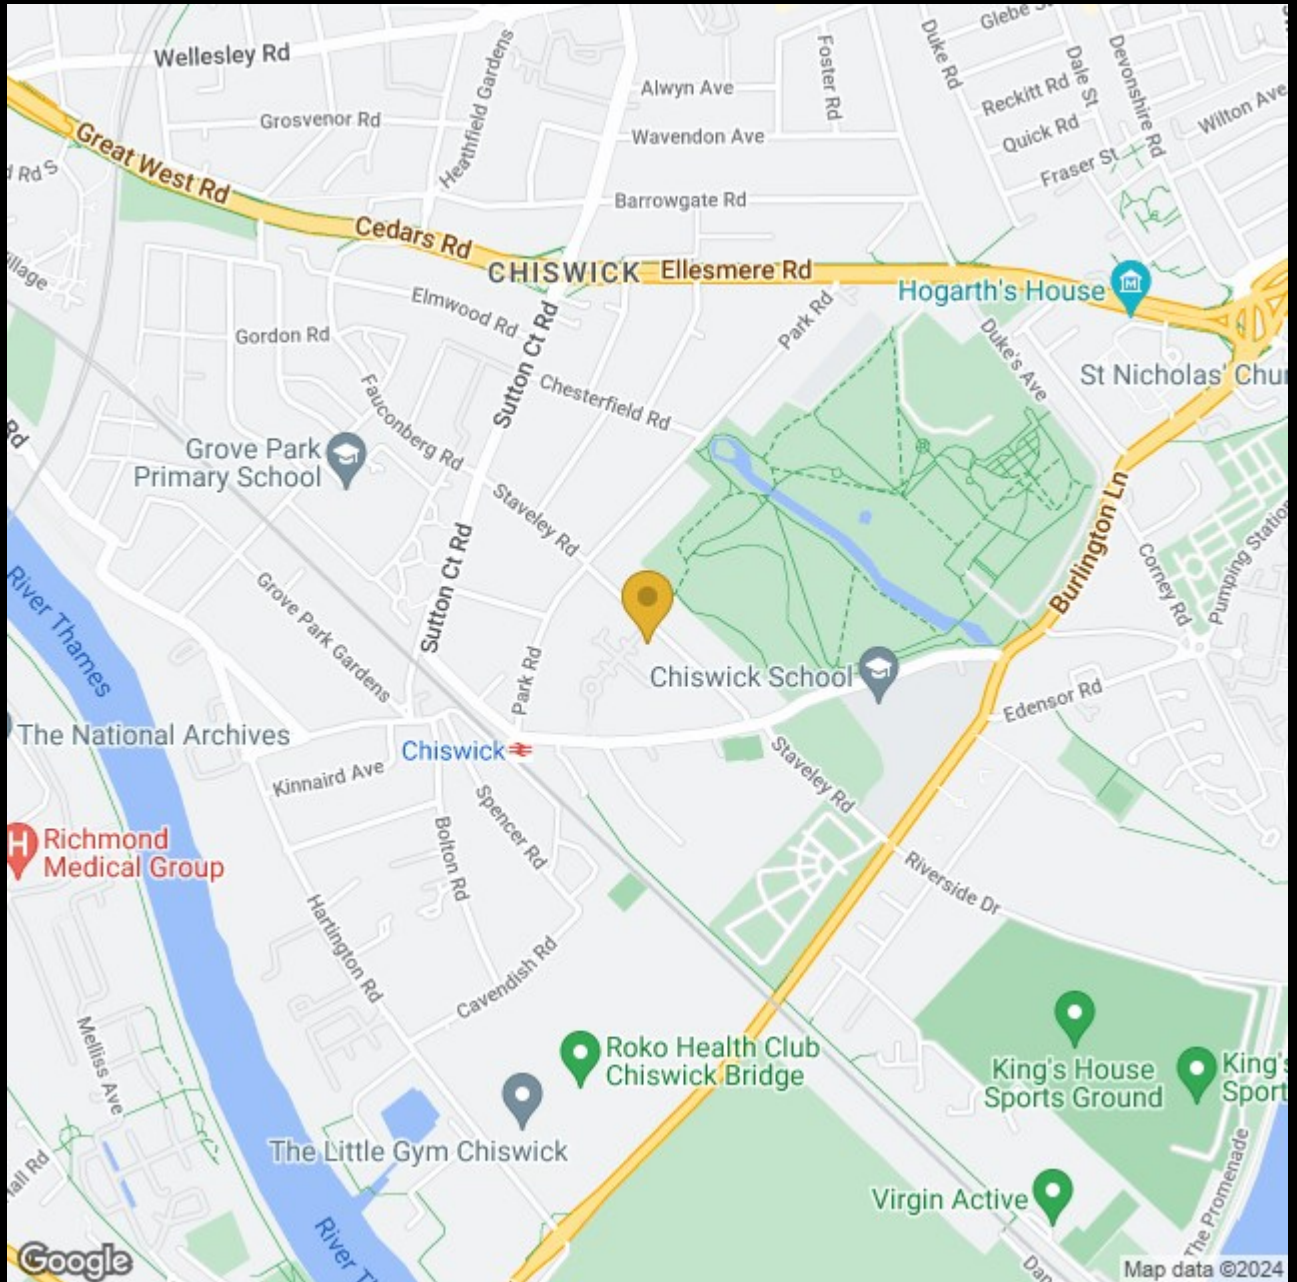 Glebe S
Wellesley Rd
Heathfield Gardens
Foster Rd
Duke Rd
Dale St
Devonshire Rd
Alwyn Ave
Reckitt Rd
Wilton Ave
Grosvenor Rd
Wavendon Ave
Quick Rd
Great West Rd
Fraser St
d Rd S
Barrowgate Rd
Cedars Rd
CHISWICK
Ellesmere Rd
Village
Hogarth's House
Elmwood Rd
Park Rd
Gordon Rd
Sutton Ct Rd
Duke's Ave
Chesterfield Rd
St Nicholas' Chur
Fauconberg Rd
Rd
Grove Park
Primary School
Staveley Rd
Burlington Ln
Pumping Station
Sutton Ct Rd
Corney Rd
River Thames
Grove Park Gardens
Park Rd
Chiswick School
Edensor Rd
The National Archives
Chiswick
Kinnaird Ave
Staveley Rd
Spencer Rd
Richmond
Medical Group
Bolton Rd
Riverside Dr
Hartington Rd
Cavendish Rd
Melliss Ave
Roko Health Club
Chiswick Bridge
King's House
Sports Ground
King's
Sport
The Little Gym Chiswick
Virgin Active
The Promenade
Hall Rd
River T
Dan
Google
Map data ©2024